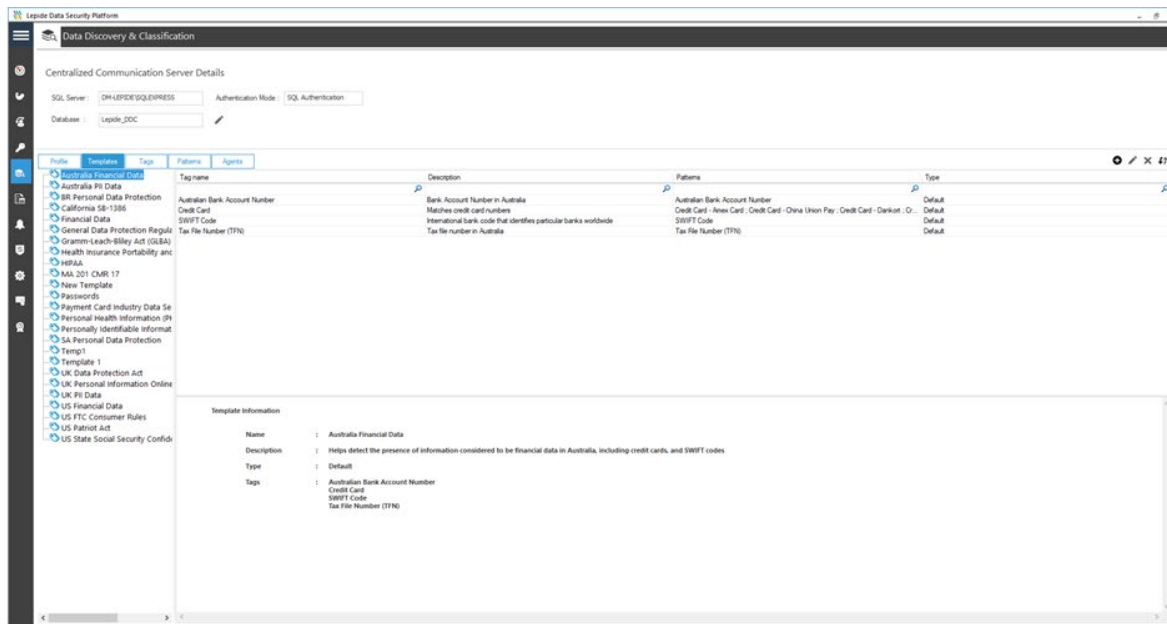 Lepide Data Security Platform
Data Discovery & Classification
Centralized Communication Server Details
SQL Server : DM-LEPIDE\SQLEXPRESS Authentication Mode : SQL Authentication
Database : Lepide_DDC
Profile Templates Tags Patterns Agents
Australia Financial Data
Australia PII Data
BR Personal Data Protection
California SB-1386
Financial Data
General Data Protection Regula
Gramm-Leach-Bliley Act (GLBA)
Health Insurance Portability anc
HIPAA
MA 201 CMR 17
New Template
Passwords
Payment Card Industry Data Se
Personal Health Information (PH
Personally Identifiable Informat
SA Personal Data Protection
Temp1
Template 1
UK Data Protection Act
UK Personal Information Online
UK PII Data
US Financial Data
US FTC Consumer Rules
US Patriot Act
US State Social Security Confide
Tag name Description Patterns Type
Australian Bank Account Number Bank Account Number in Australia Australian Bank Account Number Default
Credit Card Matches credit card numbers Credit Card - Amex Card ; Credit Card - China Union Pay ; Credit Card - Dankort ; Cr... Default
SWIFT Code International bank code that identifies particular banks worldwide SWIFT Code Default
Tax File Number (TFN) Tax file number in Australia Tax File Number (TFN) Default
Template Information
Name : Australia Financial Data
Description : Helps detect the presence of information considered to be financial data in Australia, including credit cards, and SWIFT codes
Type : Default
Tags : Australian Bank Account Number
Credit Card
SWIFT Code
Tax File Number (TFN)